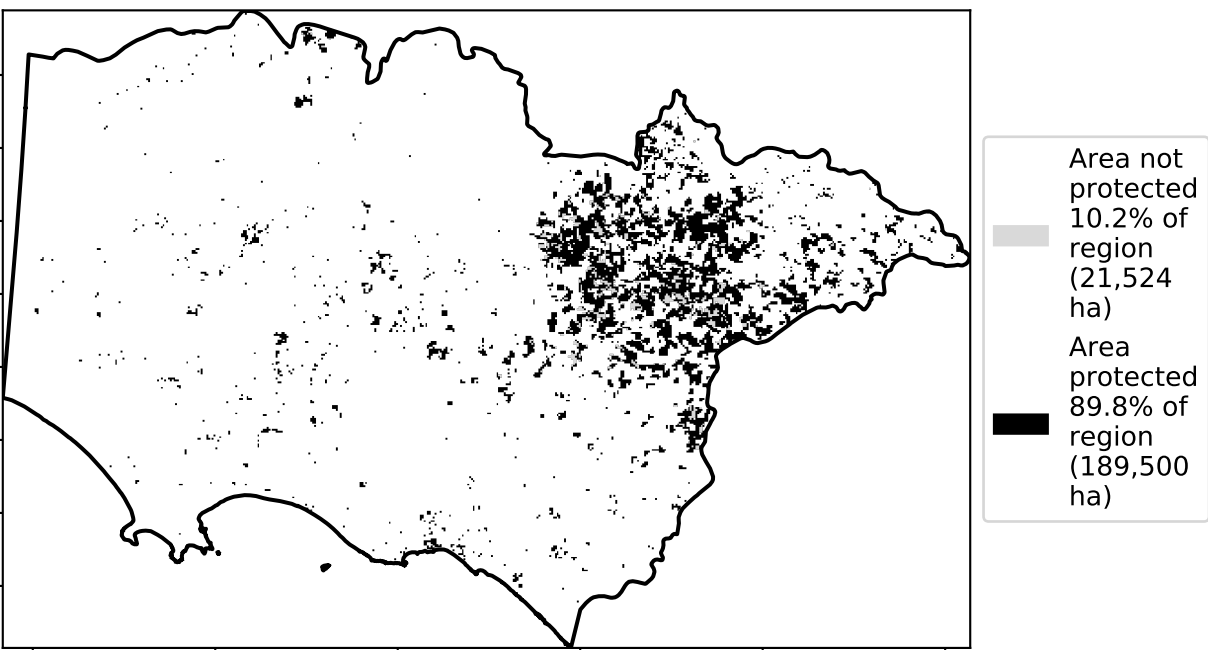 Area not
protected
10.2% of
region
(21,524
ha)
Area
protected
89.8% of
region
(189,500
ha)